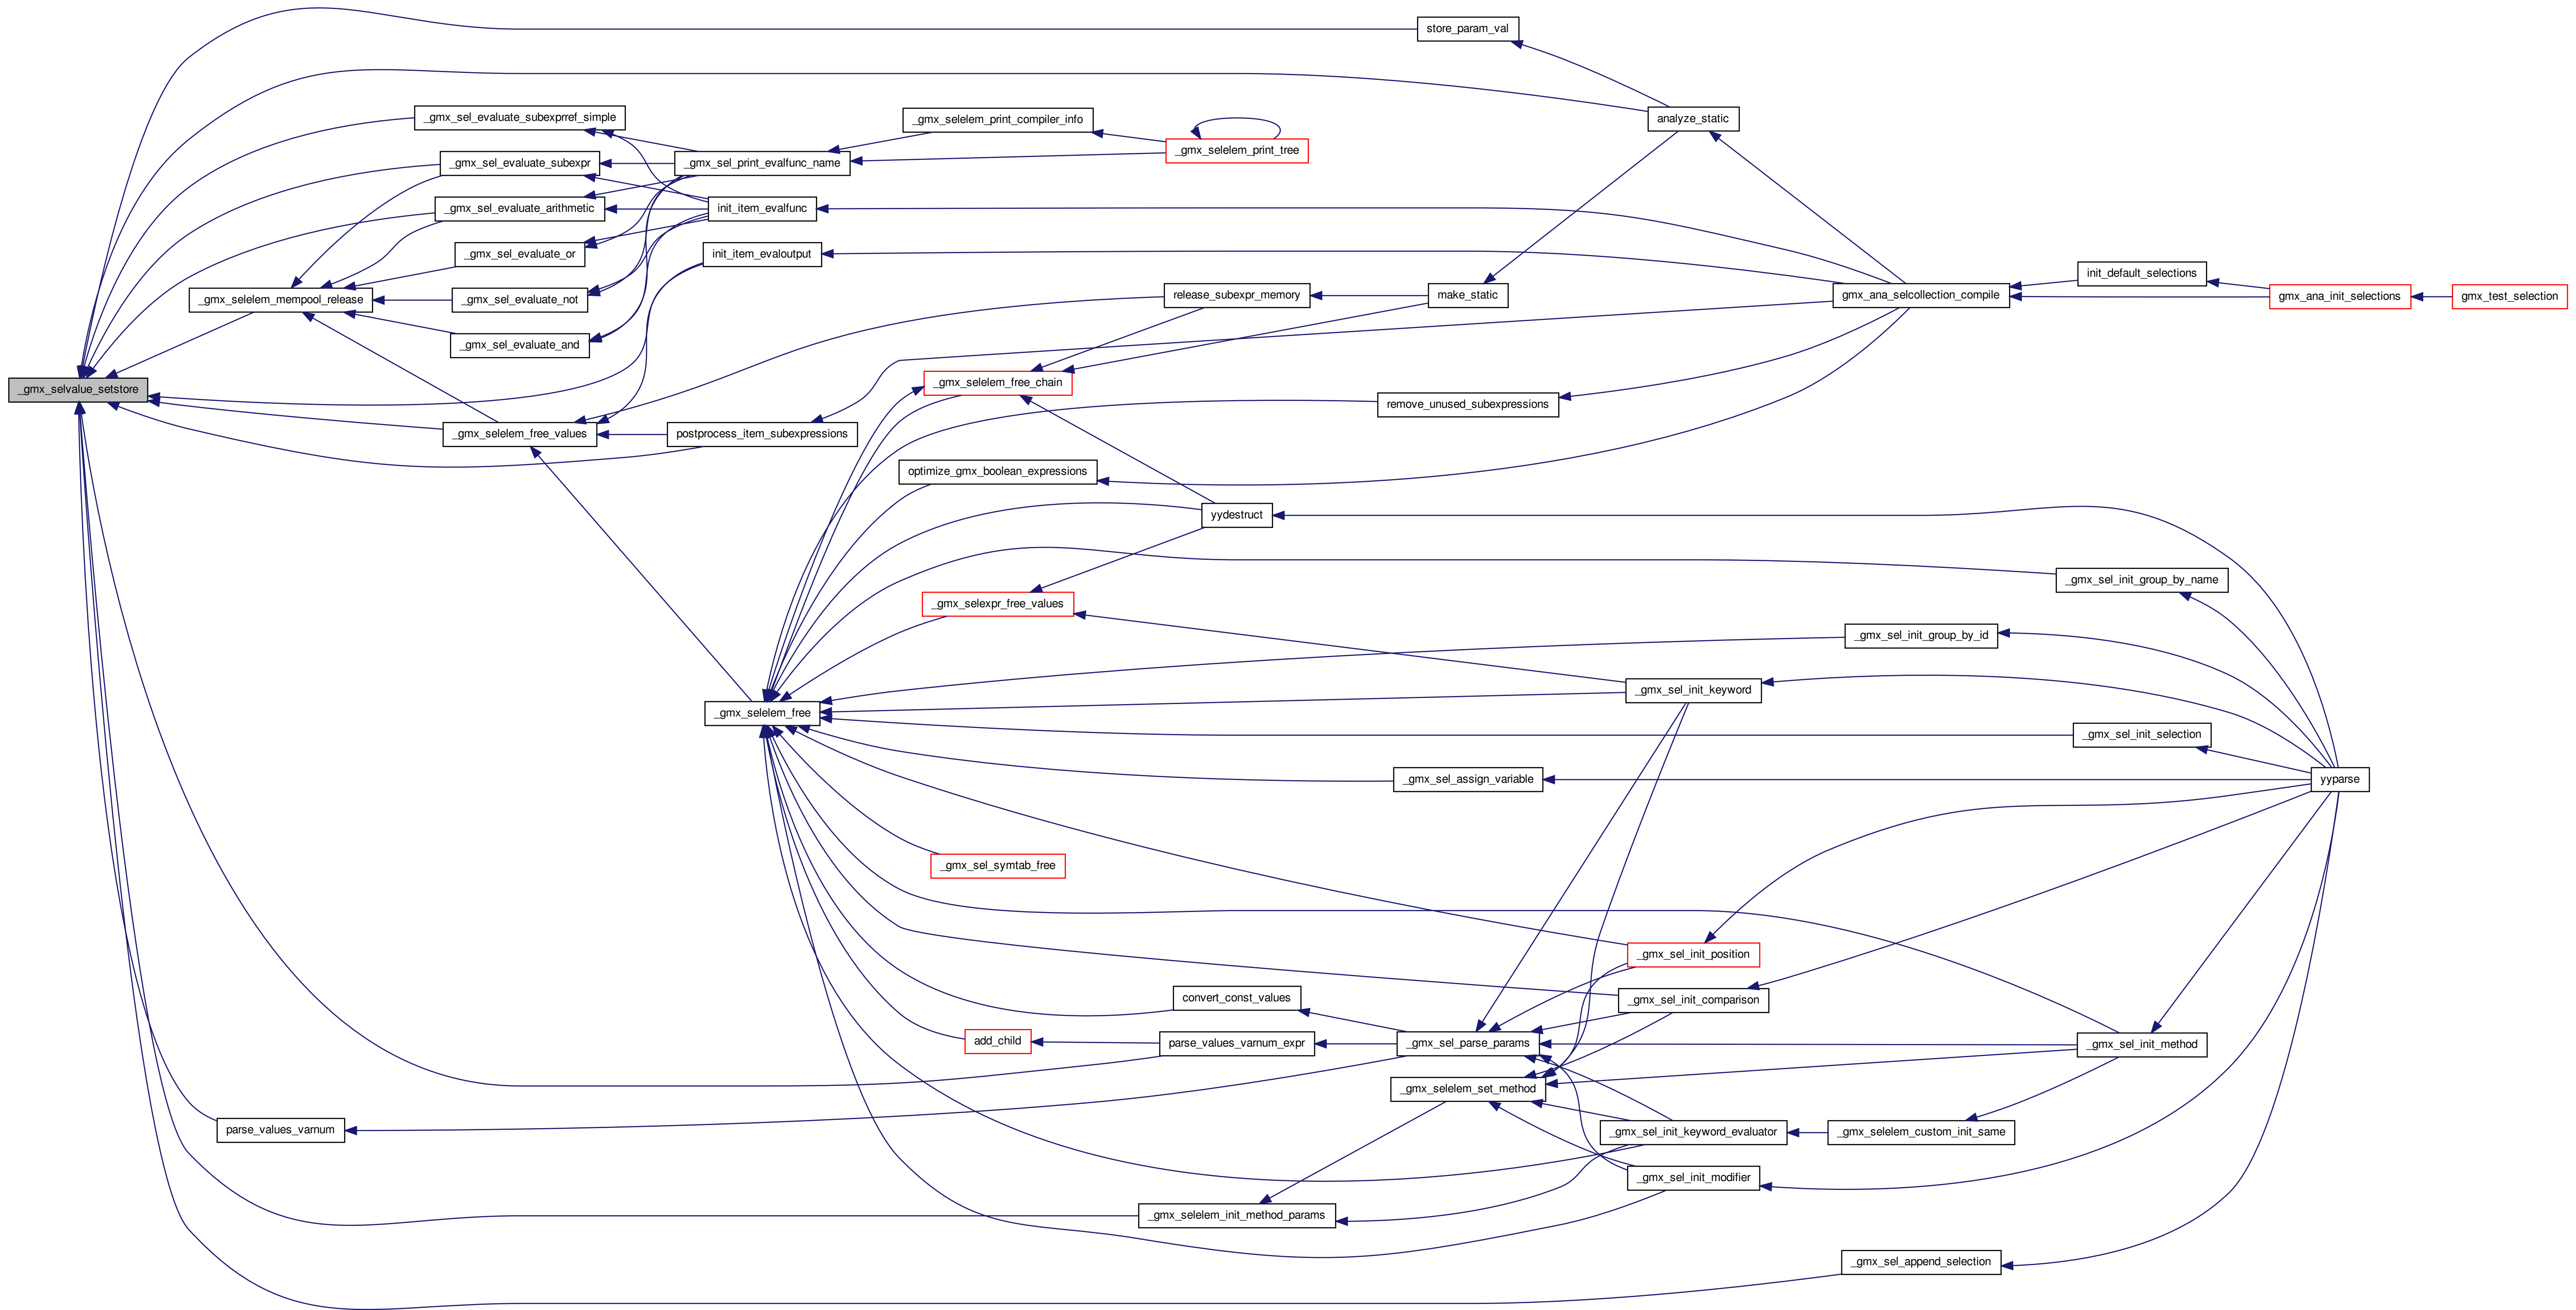 store_param_val
_gmx_sel_evaluate_subexprref_simple
_gmx_selelem_print_compiler_info
analyze_static
_gmx_selelem_print_tree
_gmx_sel_evaluate_subexpr
_gmx_sel_print_evalfunc_name
_gmx_sel_evaluate_arithmetic
init_item_evalfunc
_gmx_sel_evaluate_or
init_item_evaloutput
init_default_selections
_gmx_selelem_mempool_release
_gmx_sel_evaluate_not
release_subexpr_memory
make_static
gmx_ana_selcollection_compile
gmx_ana_init_selections
gmx_test_selection
_gmx_sel_evaluate_and
_gmx_selvalue_setstore
_gmx_selelem_free_chain
remove_unused_subexpressions
_gmx_selelem_free_values
postprocess_item_subexpressions
optimize_gmx_boolean_expressions
yydestruct
_gmx_sel_init_group_by_name
_gmx_selexpr_free_values
_gmx_sel_init_group_by_id
_gmx_sel_init_keyword
_gmx_selelem_free
_gmx_sel_init_selection
_gmx_sel_assign_variable
yyparse
_gmx_sel_symtab_free
_gmx_sel_init_position
convert_const_values
_gmx_sel_init_comparison
add_child
parse_values_varnum_expr
_gmx_sel_parse_params
_gmx_sel_init_method
_gmx_selelem_set_method
parse_values_varnum
_gmx_sel_init_keyword_evaluator
_gmx_selelem_custom_init_same
_gmx_sel_init_modifier
_gmx_selelem_init_method_params
_gmx_sel_append_selection